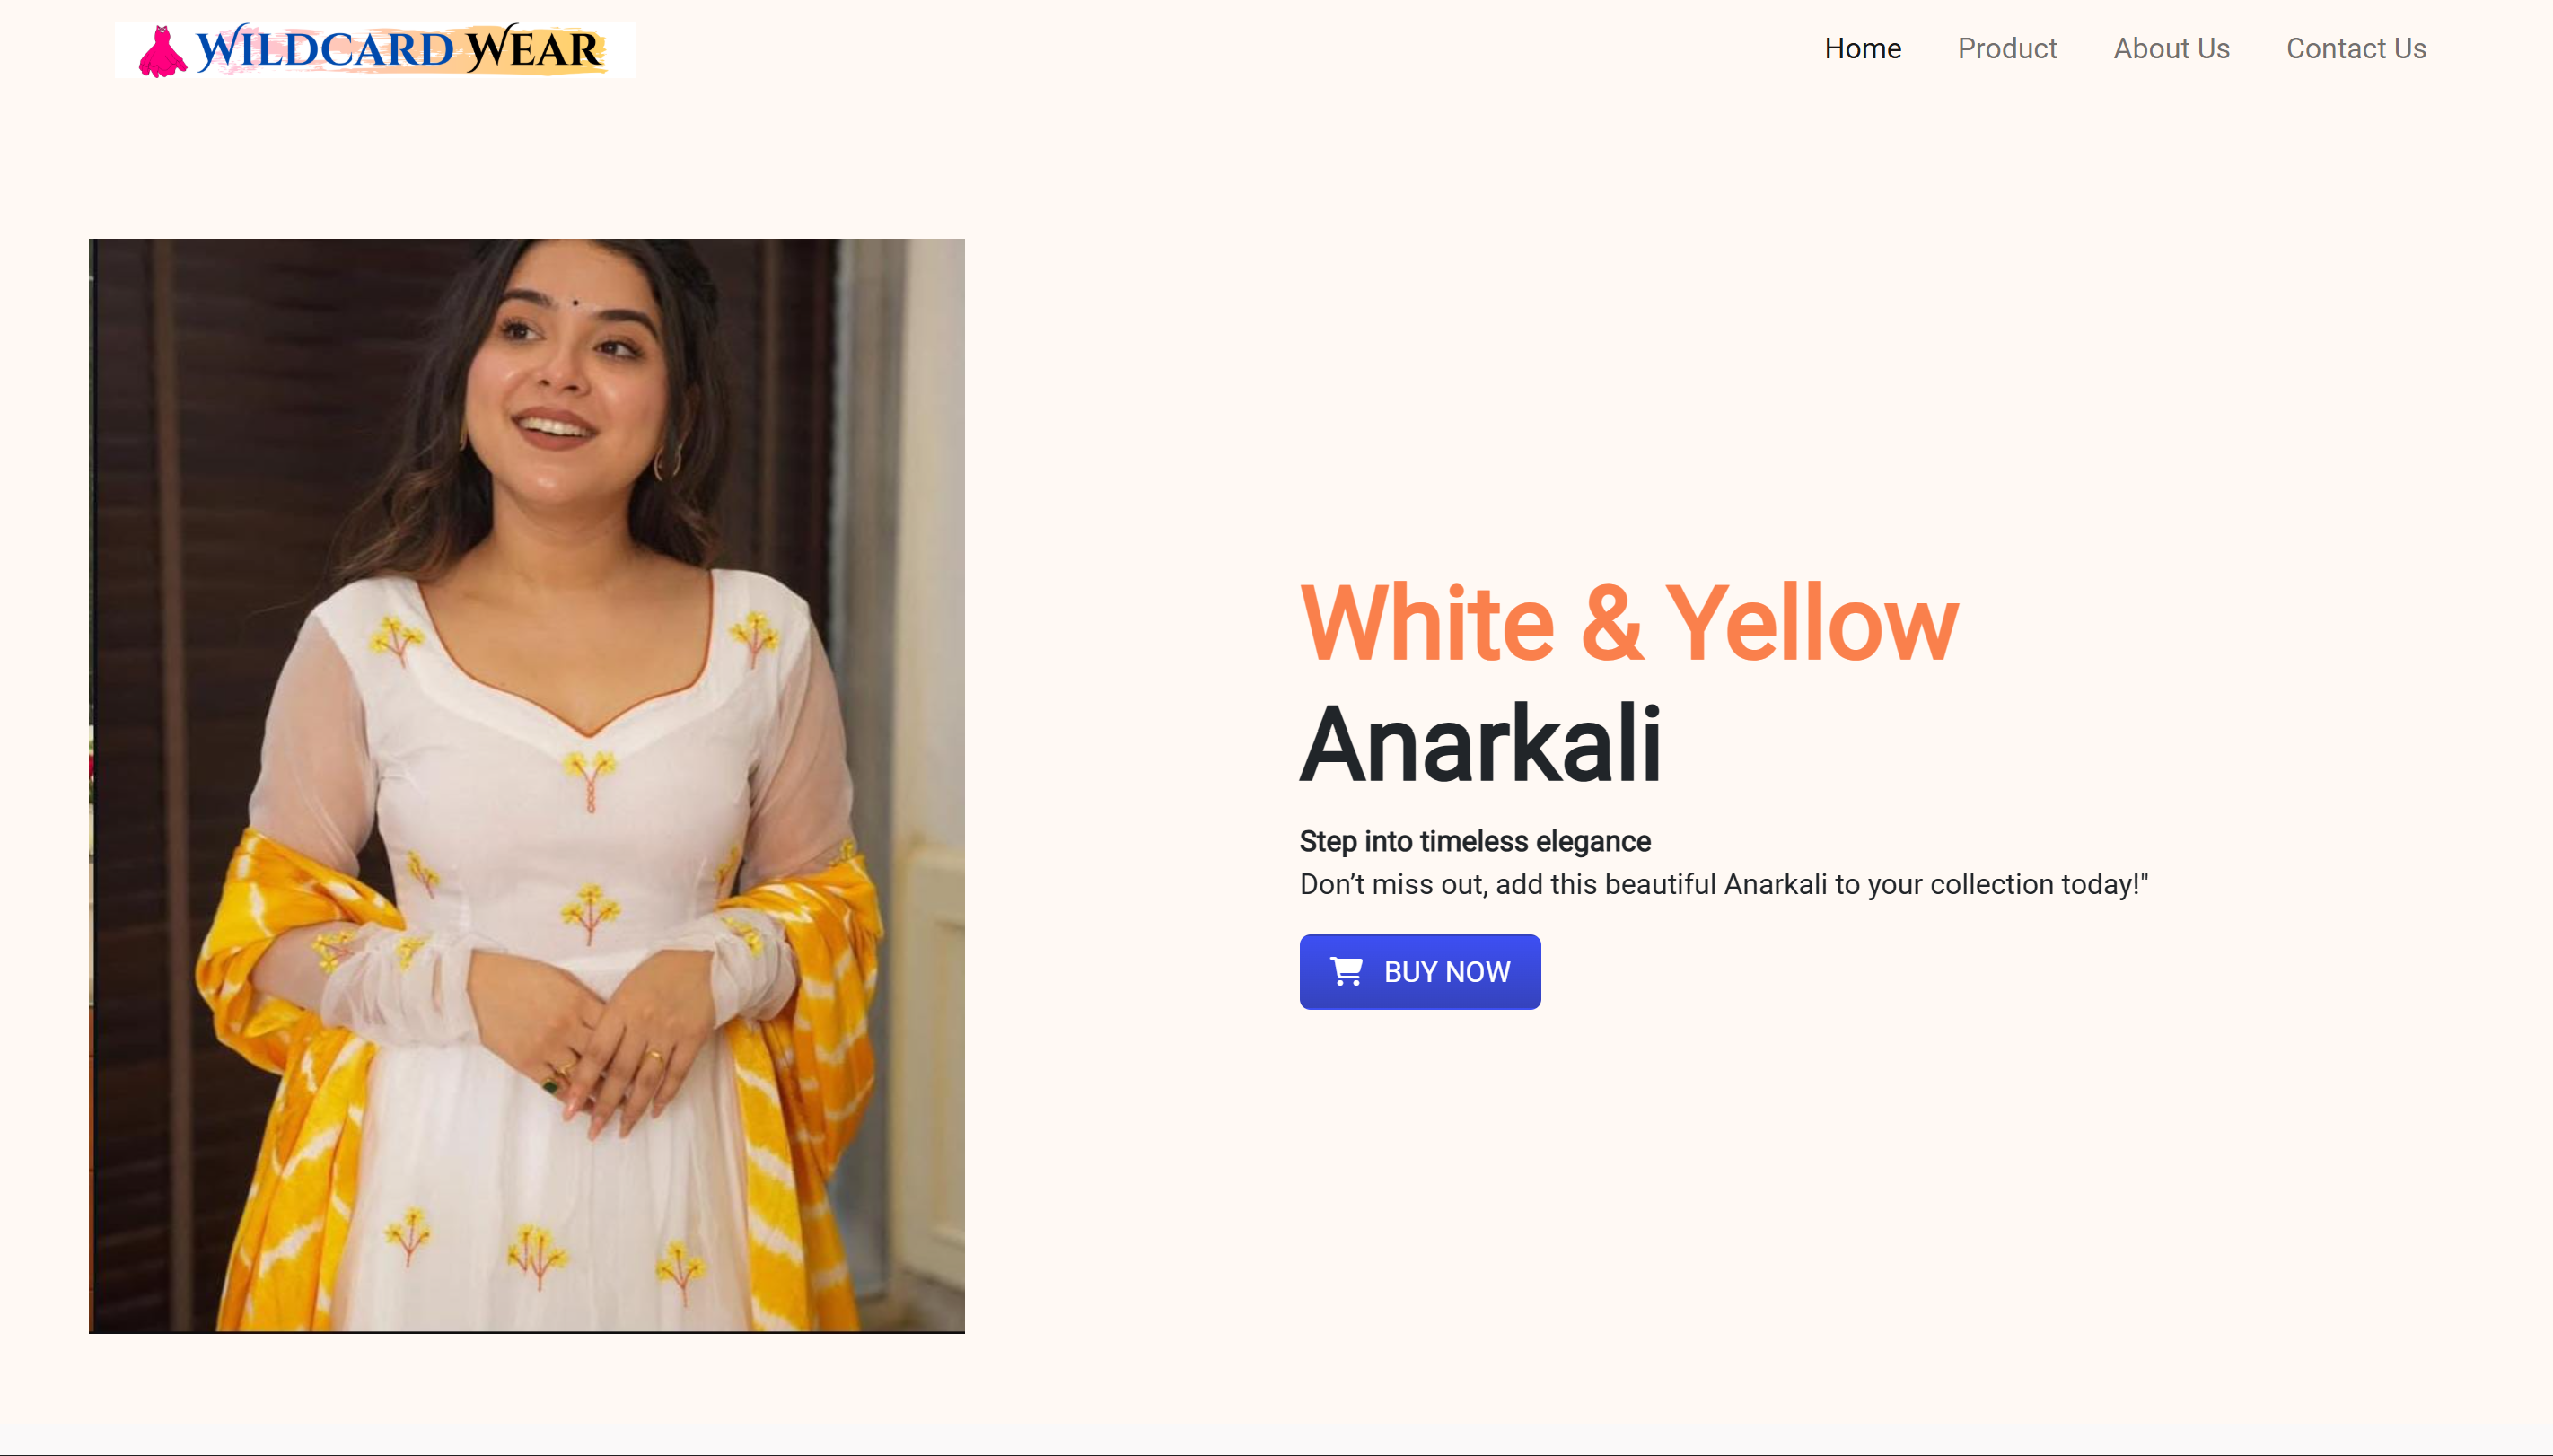 WILDCARD WEAR
Home Product About Us Contact Us
White & Yellow
Anarkali
Step into timeless elegance
Don’t miss out, add this beautiful Anarkali to your collection today!"
BUY NOW